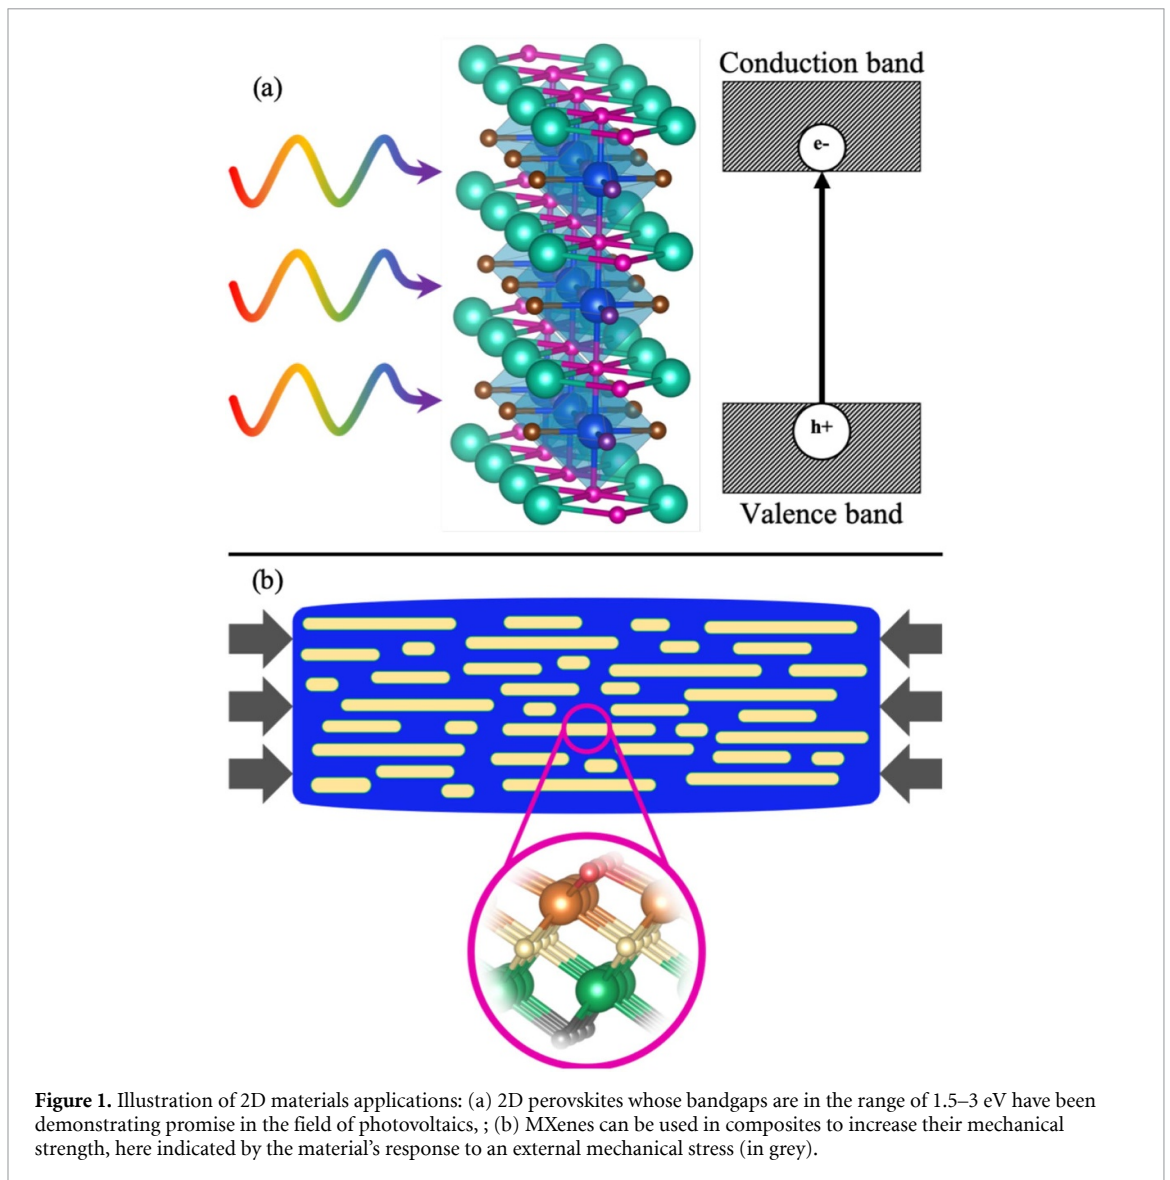 (a)
Conduction band
e-
h+
Valence band
(b)
Figure 1. Illustration of 2D materials applications: (a) 2D perovskites whose bandgaps are in the range of 1.5–3 eV have been
demonstrating promise in the field of photovoltaics, ; (b) MXenes can be used in composites to increase their mechanical
strength, here indicated by the material’s response to an external mechanical stress (in grey).